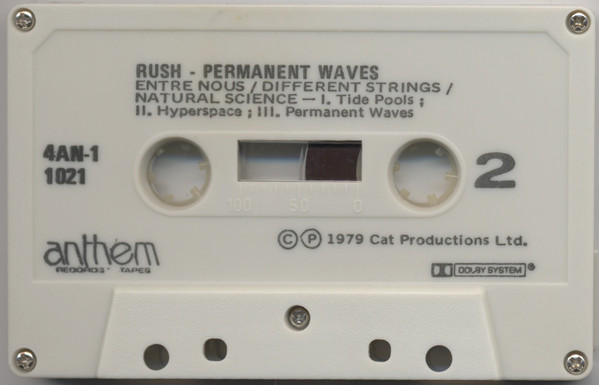 RUSH - PERMANENT WAVES
ENTRE NOUS / DIFFERENT STRINGS /
NATURAL SCIENCE — I. Tide Pools ;
II. Hyperspace ; III. Permanent Waves
4AN-1
1021
2
100 50 0
anthem
RECORDS · TAPES
© ℗ 1979 Cat Productions Ltd.
DOLBY SYSTEM ®